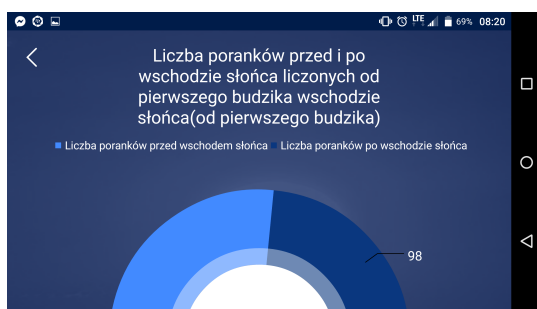 LTE 69% 08:20
Liczba poranków przed i po
wschodzie słońca liczonych od
pierwszego budzika wschodzie
słońca(od pierwszego budzika)
Liczba poranków przed wschodem słońca Liczba poranków po wschodzie słońca
98